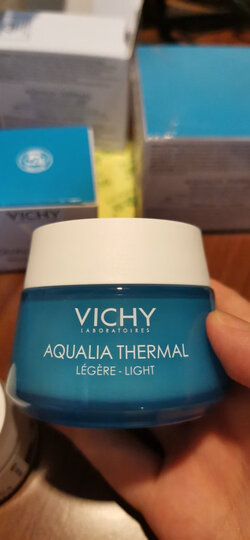 VICHY
VICHY
LABORATOIRES
AQUALIA THERMAL
LÉGÈRE - LIGHT